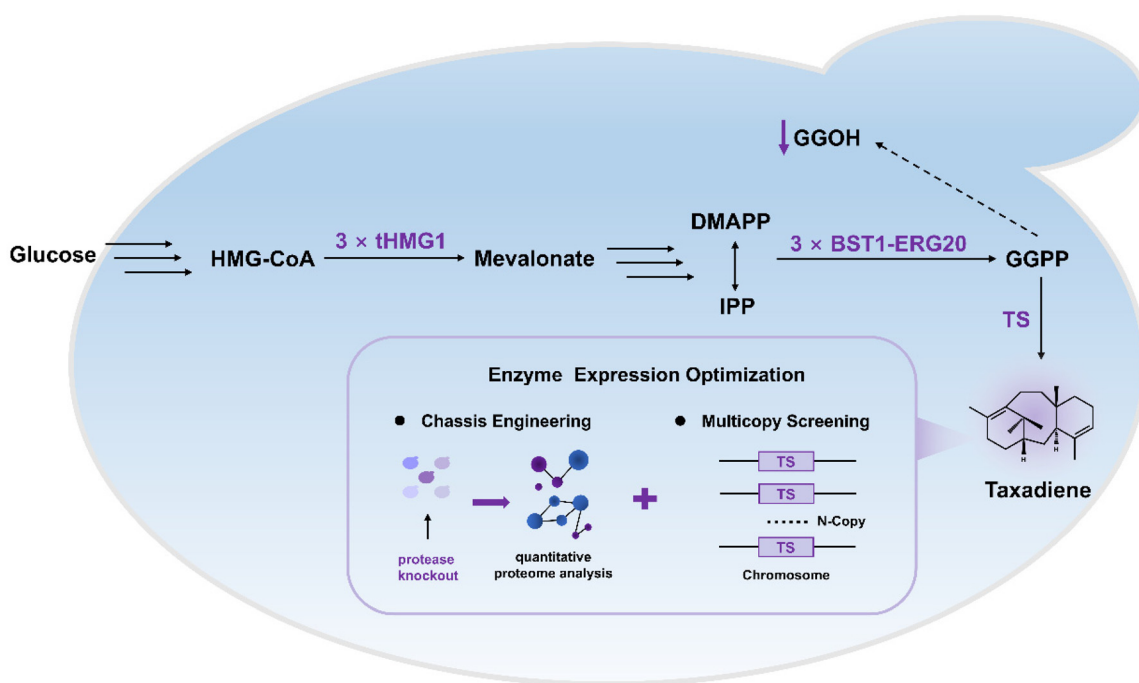 GGOH
DMAPP
Glucose
HMG-CoA
3 × tHMG1
Mevalonate
3 × BST1-ERG20
GGPP
IPP
TS
Enzyme Expression Optimization
● Chassis Engineering
● Multicopy Screening
TS
TS
N-Copy
TS
protease
knockout
quantitative
proteome analysis
Chromosome
H
H
Taxadiene